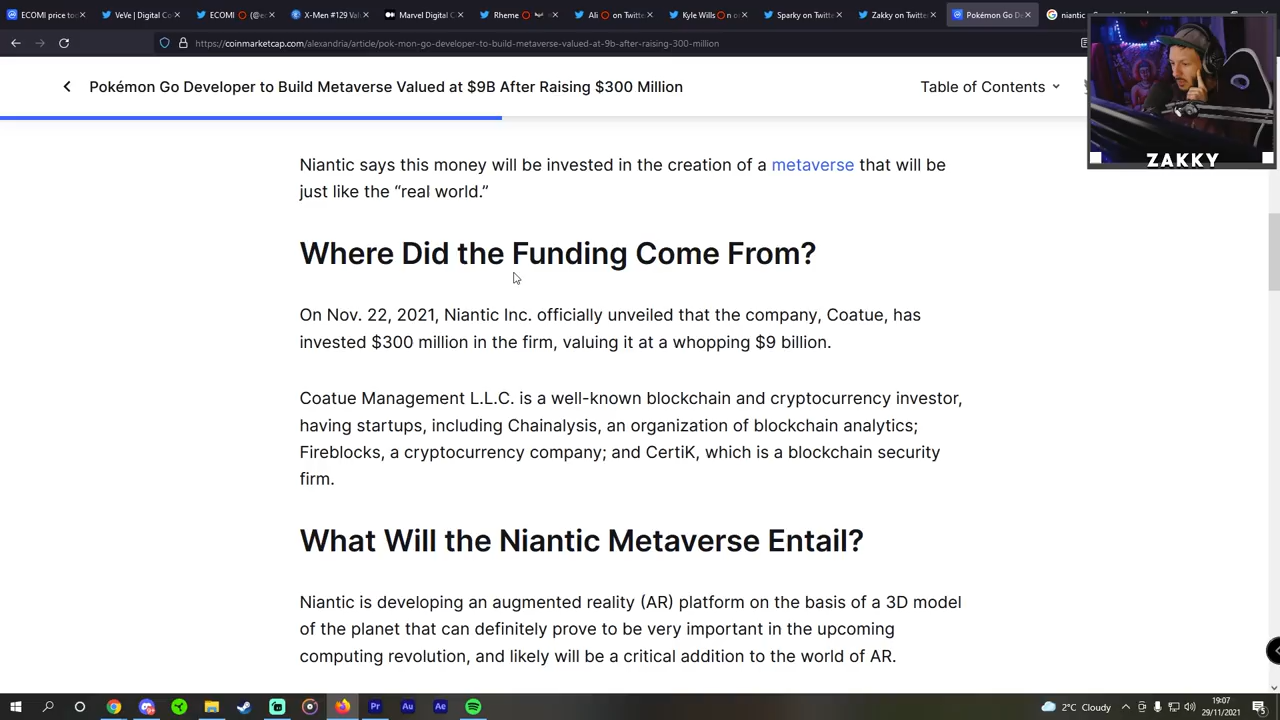 ECOMI price to
VeVe | Digital Co
ECOMI (@e
X-Men #129 Val
Marvel Digital C
Rheme
Ali on Twitte
Kyle Wills on
Sparky on Twitt
Zakky on Twitte
Pokémon Go D
niantic
https://coinmarketcap.com/alexandria/article/pok-mon-go-developer-to-build-metaverse-valued-at-9b-after-raising-300-million
Pokémon Go Developer to Build Metaverse Valued at $9B After Raising $300 Million
Table of Contents
ZAKKY
Niantic says this money will be invested in the creation of a metaverse that will be
just like the “real world.”
Where Did the Funding Come From?
On Nov. 22, 2021, Niantic Inc. officially unveiled that the company, Coatue, has
invested $300 million in the firm, valuing it at a whopping $9 billion.
Coatue Management L.L.C. is a well-known blockchain and cryptocurrency investor,
having startups, including Chainalysis, an organization of blockchain analytics;
Fireblocks, a cryptocurrency company; and CertiK, which is a blockchain security
firm.
What Will the Niantic Metaverse Entail?
Niantic is developing an augmented reality (AR) platform on the basis of a 3D model
of the planet that can definitely prove to be very important in the upcoming
computing revolution, and likely will be a critical addition to the world of AR.
Pr
Au
Ae
2°C Cloudy
19:07
29/11/2021
5